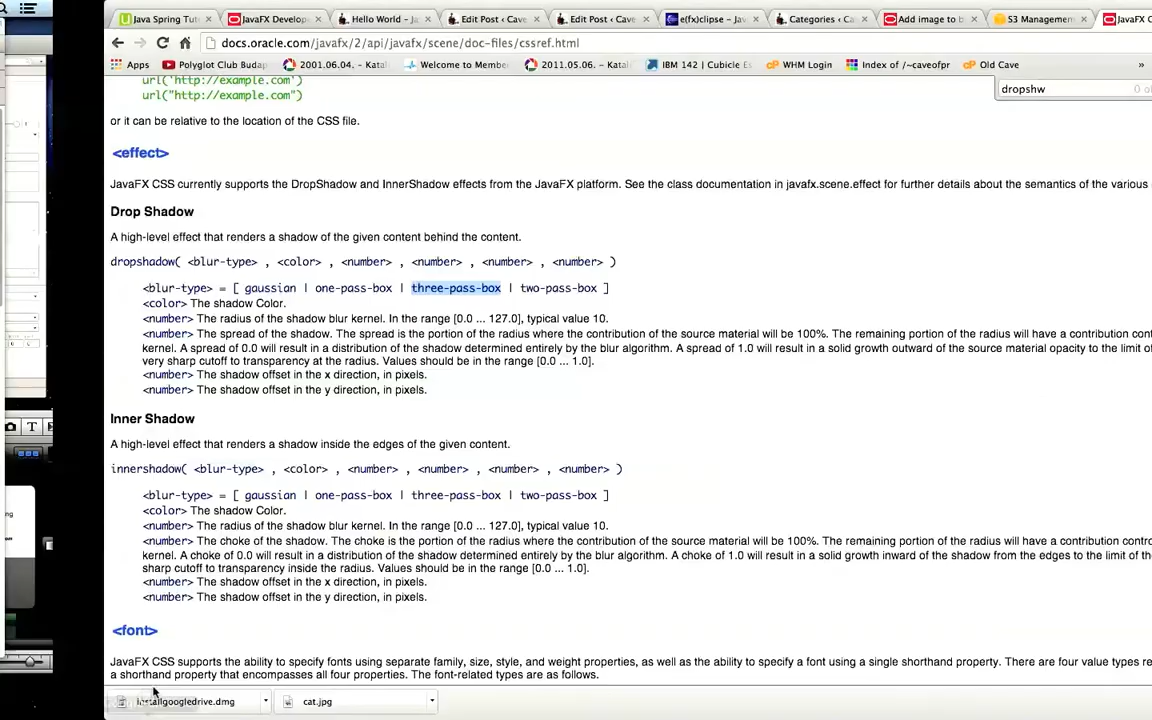 Java Spring Tuto
JavaFX Develop
Hello World – Ja
Edit Post ‹ Cave
Edit Post ‹ Cave
e(fx)clipse – Jav
Categories ‹ Ca
Add image to b
S3 Managemen
JavaFX C
docs.oracle.com/javafx/2/api/javafx/scene/doc-files/cssref.html
Apps
Polyglot Club Budap
2001.06.04. – Katal
Welcome to Membe
2011.05.06. – Katal
IBM 142 | Cubicle Es
WHM Login
Index of /~caveofpr
Old Cave
»
dropshw
url('http://example.com')
url("http://example.com")
or it can be relative to the location of the CSS file.
<effect>
JavaFX CSS currently supports the DropShadow and InnerShadow effects from the JavaFX platform. See the class documentation in javafx.scene.effect for further details about the semantics of the various
Drop Shadow
A high-level effect that renders a shadow of the given content behind the content.
dropshadow( <blur-type> , <color> , <number> , <number> , <number> , <number> )
<blur-type> = [ gaussian | one-pass-box | three-pass-box | two-pass-box ]
<color> The shadow Color.
<number> The radius of the shadow blur kernel. In the range [0.0 ... 127.0], typical value 10.
<number> The spread of the shadow. The spread is the portion of the radius where the contribution of the source material will be 100%. The remaining portion of the radius will have a contribution cont
kernel. A spread of 0.0 will result in a distribution of the shadow determined entirely by the blur algorithm. A spread of 1.0 will result in a solid growth outward of the source material opacity to the limit of
very sharp cutoff to transparency at the radius. Values should be in the range [0.0 ... 1.0].
<number> The shadow offset in the x direction, in pixels.
<number> The shadow offset in the y direction, in pixels.
Inner Shadow
A high-level effect that renders a shadow inside the edges of the given content.
innershadow( <blur-type> , <color> , <number> , <number> , <number> , <number> )
<blur-type> = [ gaussian | one-pass-box | three-pass-box | two-pass-box ]
<color> The shadow Color.
<number> The radius of the shadow blur kernel. In the range [0.0 ... 127.0], typical value 10.
<number> The choke of the shadow. The choke is the portion of the radius where the contribution of the source material will be 100%. The remaining portion of the radius will have a contribution contro
kernel. A choke of 0.0 will result in a distribution of the shadow determined entirely by the blur algorithm. A choke of 1.0 will result in a solid growth inward of the shadow from the edges to the limit of the
sharp cutoff to transparency inside the radius. Values should be in the range [0.0 ... 1.0].
<number> The shadow offset in the x direction, in pixels.
<number> The shadow offset in the y direction, in pixels.
<font>
JavaFX CSS supports the ability to specify fonts using separate family, size, style, and weight properties, as well as the ability to specify a font using a single shorthand property. There are four value types re
a shorthand property that encompasses all four properties. The font-related types are as follows.
installgoogledrive.dmg
cat.jpg